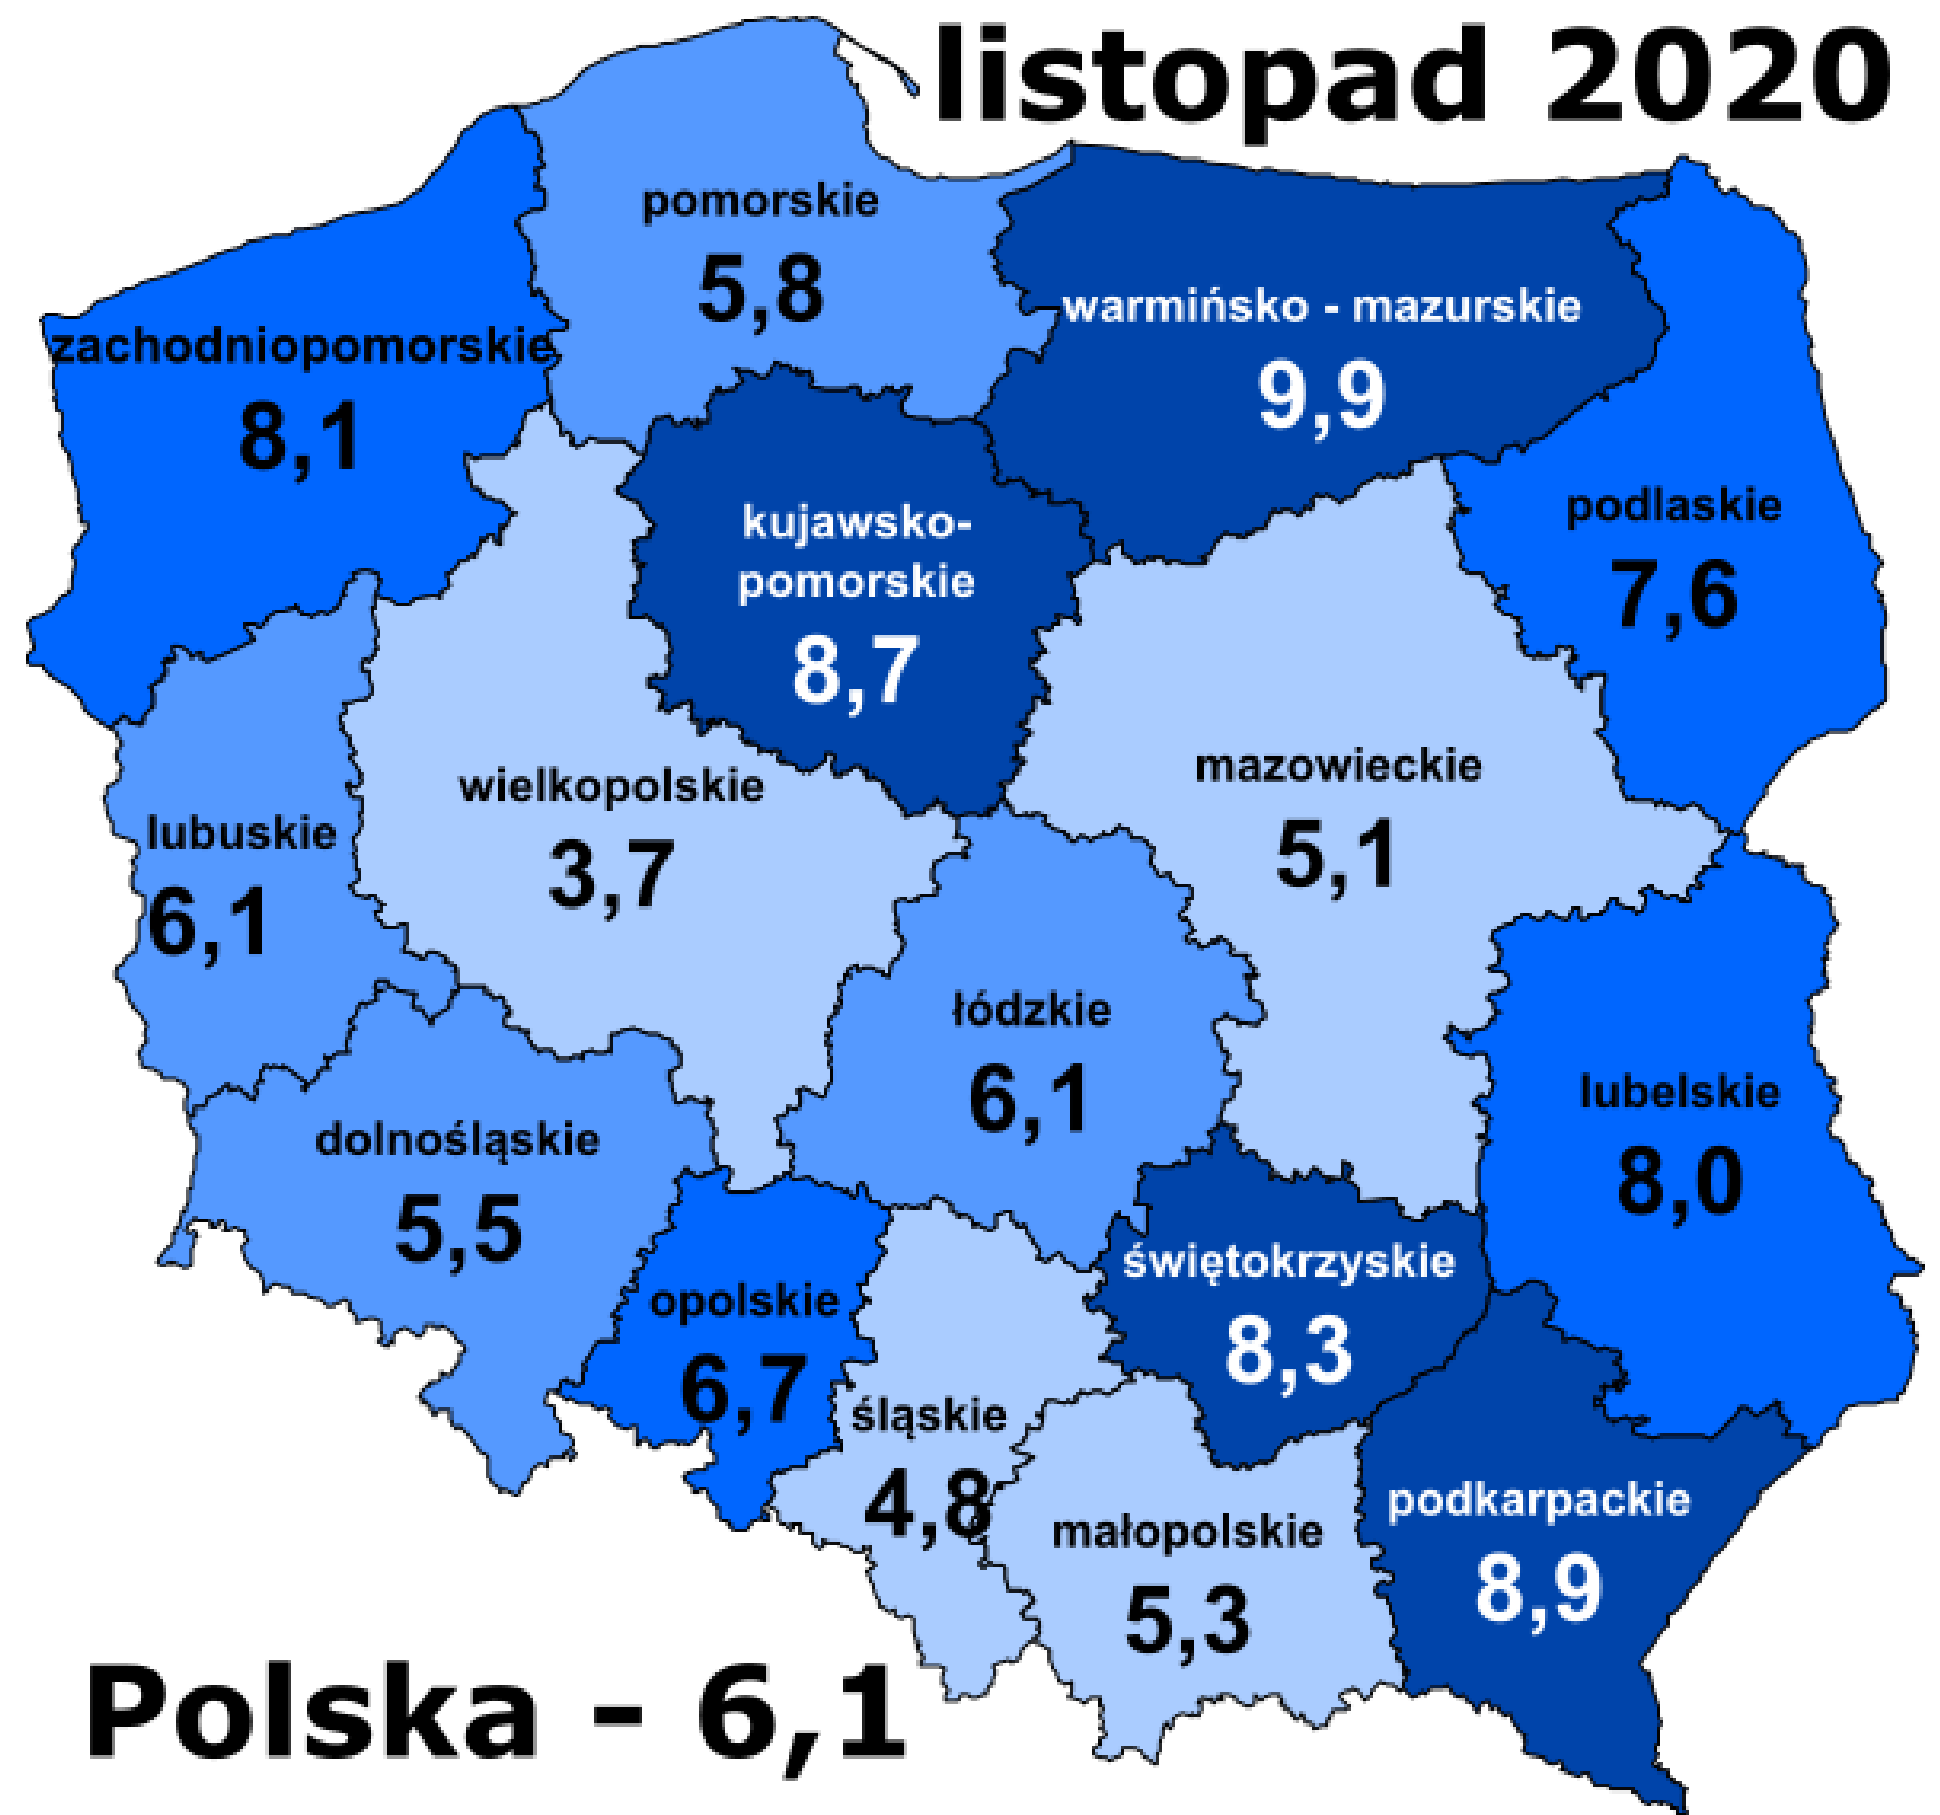 listopad 2020
pomorskie
5,8
warmińsko - mazurskie
9,9
zachodniopomorskie
8,1
podlaskie
7,6
kujawsko-
pomorskie
8,7
mazowieckie
5,1
wielkopolskie
3,7
lubuskie
6,1
łódzkie
6,1
lubelskie
8,0
dolnośląskie
5,5
świętokrzyskie
8,3
opolskie
6,7
śląskie
4,8
małopolskie
5,3
podkarpackie
8,9
Polska - 6,1